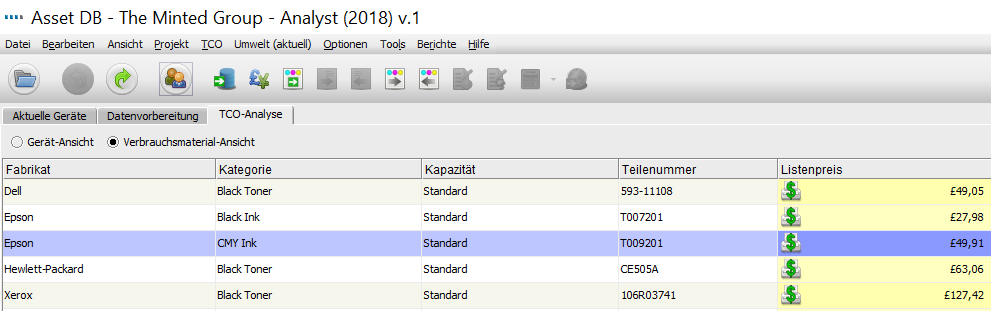 Asset DB - The Minted Group - Analyst (2018) v.1
Datei Bearbeiten Ansicht Projekt TCO Umwelt (aktuell) Optionen Tools Berichte Hilfe
Aktuelle Geräte Datenvorbereitung TCO-Analyse
Gerät-Ansicht Verbrauchsmaterial-Ansicht
Fabrikat Kategorie Kapazität Teilenummer Listenpreis
Dell Black Toner Standard 593-11108 £49,05
Epson Black Ink Standard T007201 £27,98
Epson CMY Ink Standard T009201 £49,91
Hewlett-Packard Black Toner Standard CE505A £63,06
Xerox Black Toner Standard 106R03741 £127,42